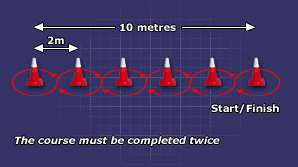 10 metres
2m
Start/Finish
The course must be completed twice